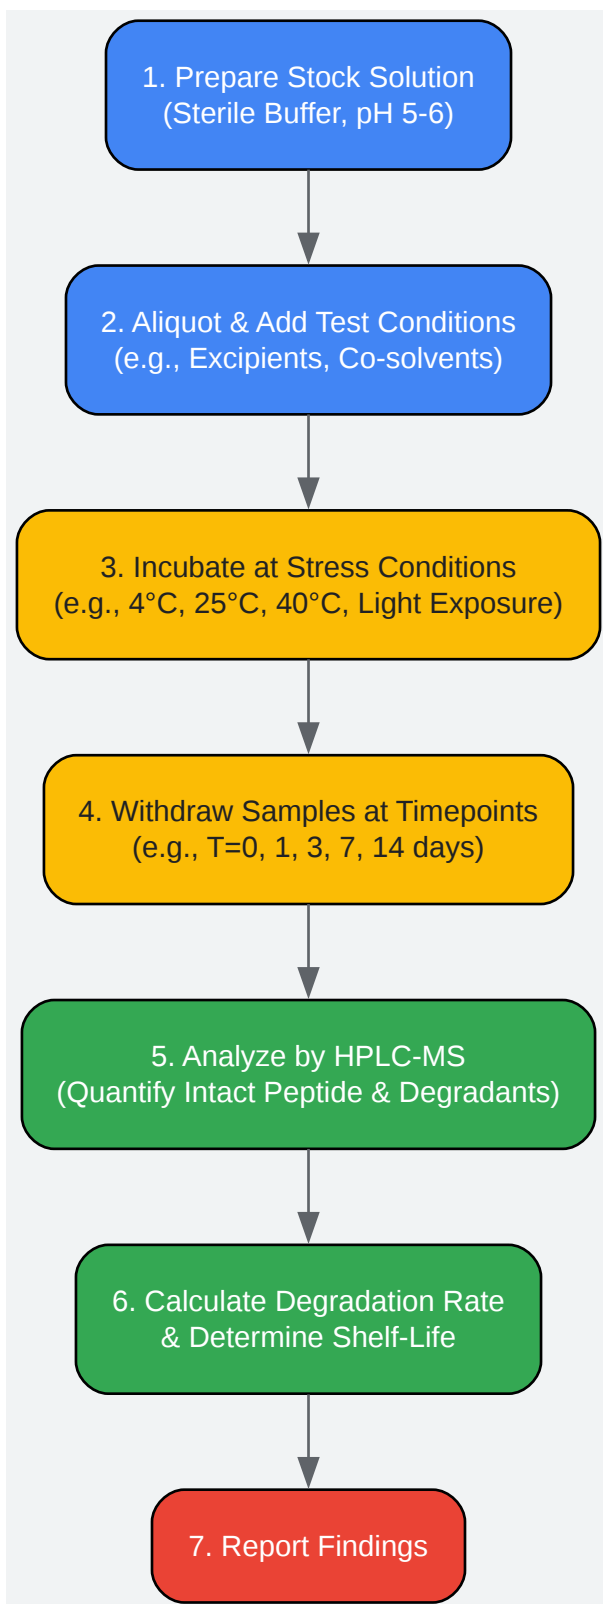 1. Prepare Stock Solution
(Sterile Buffer, pH 5-6)
2. Aliquot & Add Test Conditions
(e.g., Excipients, Co-solvents)
3. Incubate at Stress Conditions
(e.g., 4°C, 25°C, 40°C, Light Exposure)
4. Withdraw Samples at Timepoints
(e.g., T=0, 1, 3, 7, 14 days)
5. Analyze by HPLC-MS
(Quantify Intact Peptide & Degradants)
6. Calculate Degradation Rate
& Determine Shelf-Life
7. Report Findings